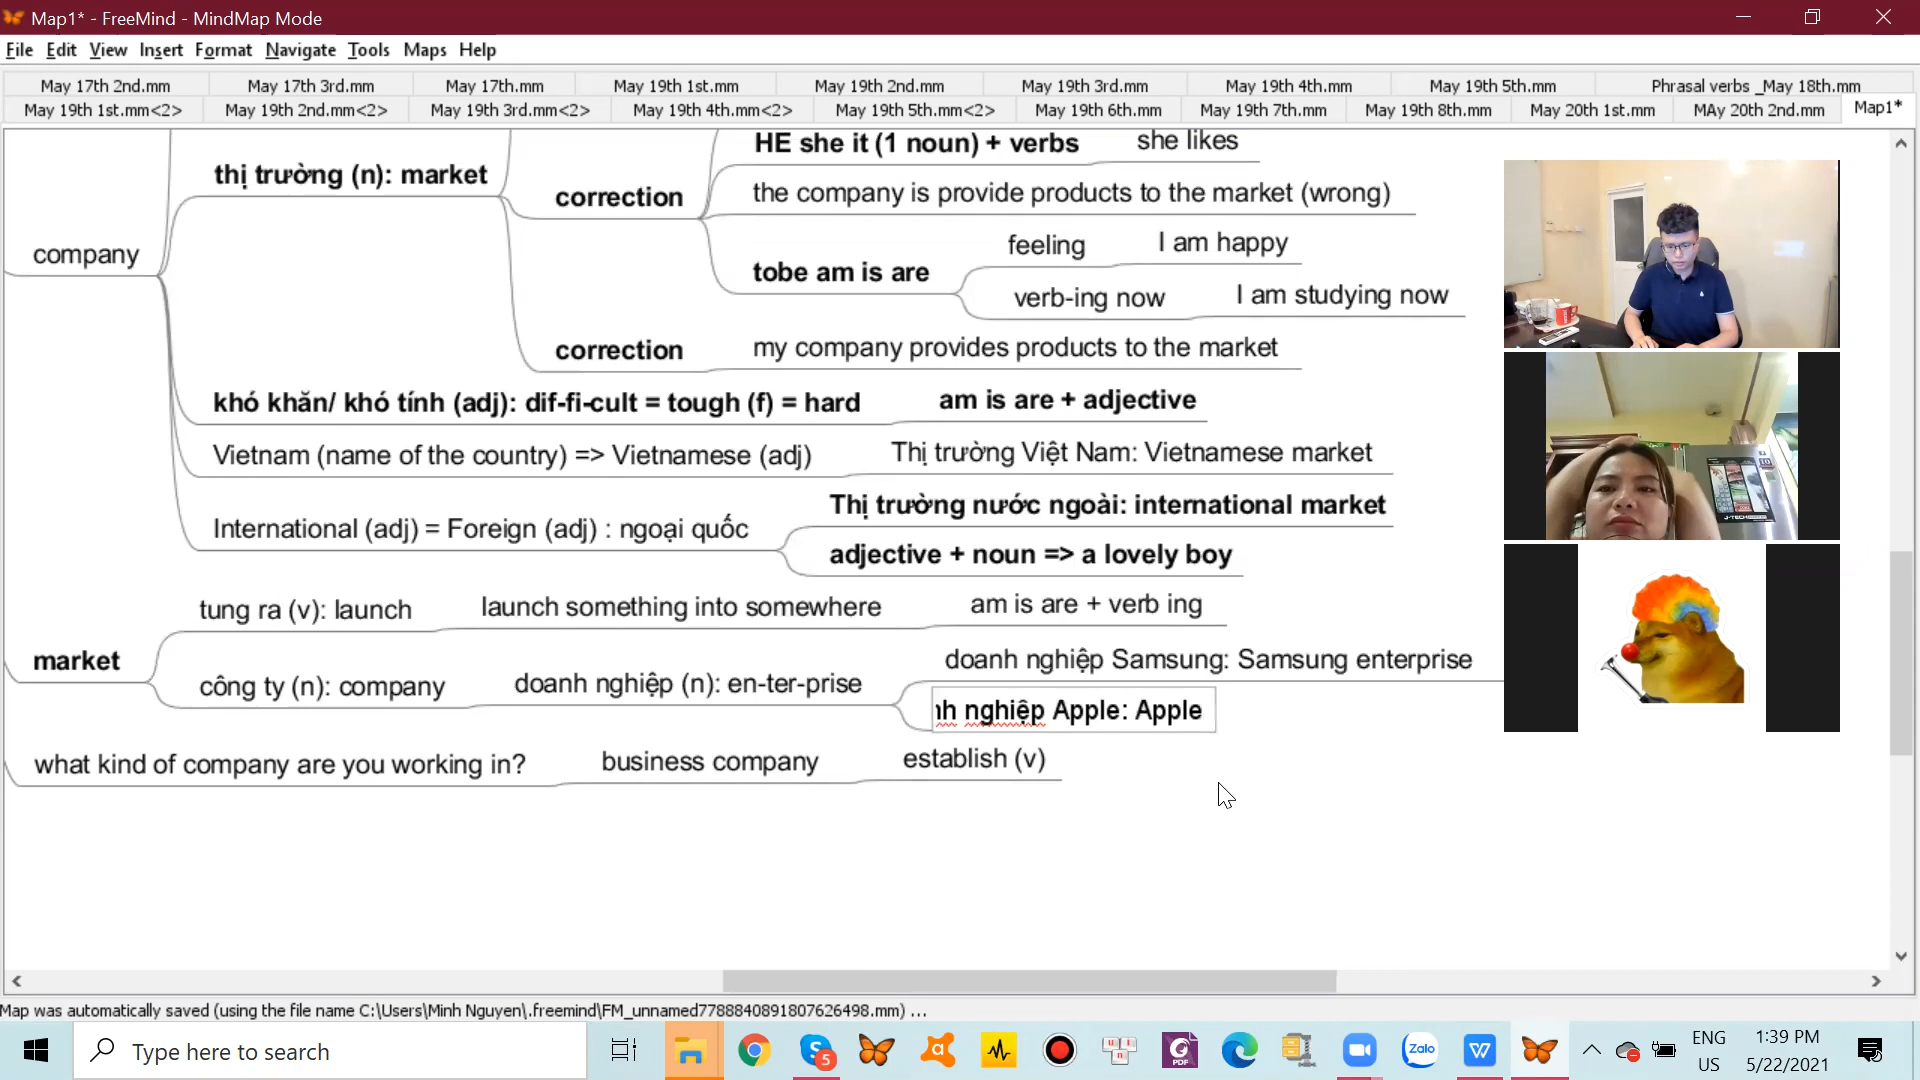 Map1* - FreeMind - MindMap Mode
File Edit View Insert Format Navigate Tools Maps Help
May 17th 2nd.mm May 17th 3rd.mm May 17th.mm May 19th 1st.mm May 19th 2nd.mm May 19th 3rd.mm May 19th 4th.mm May 19th 5th.mm Phrasal verbs _May 18th.mm
May 19th 1st.mm<2> May 19th 2nd.mm<2> May 19th 3rd.mm<2> May 19th 4th.mm<2> May 19th 5th.mm<2> May 19th 6th.mm May 19th 7th.mm May 19th 8th.mm May 20th 1st.mm MAy 20th 2nd.mm Map1*
HE she it (1 noun) + verbs she likes
thị trường (n): market
correction
the company is provide products to the market (wrong)
company
feeling I am happy
tobe am is are
verb-ing now I am studying now
correction my company provides products to the market
khó khăn/ khó tính (adj): dif-fi-cult = tough (f) = hard am is are + adjective
Vietnam (name of the country) => Vietnamese (adj) Thị trường Việt Nam: Vietnamese market
Thị trường nước ngoài: international market
International (adj) = Foreign (adj) : ngoại quốc
adjective + noun => a lovely boy
tung ra (v): launch launch something into somewhere am is are + verb ing
market
doanh nghiệp Samsung: Samsung enterprise
công ty (n): company doanh nghiệp (n): en-ter-prise
nh nghiệp Apple: Apple
what kind of company are you working in? business company establish (v)
Map was automatically saved (using the file name C:\Users\Minh Nguyen\.freemind\FM_unnamed7788840891807626498.mm) ...
Type here to search
5
Zalo
PDF
ENG
US
1:39 PM
5/22/2021